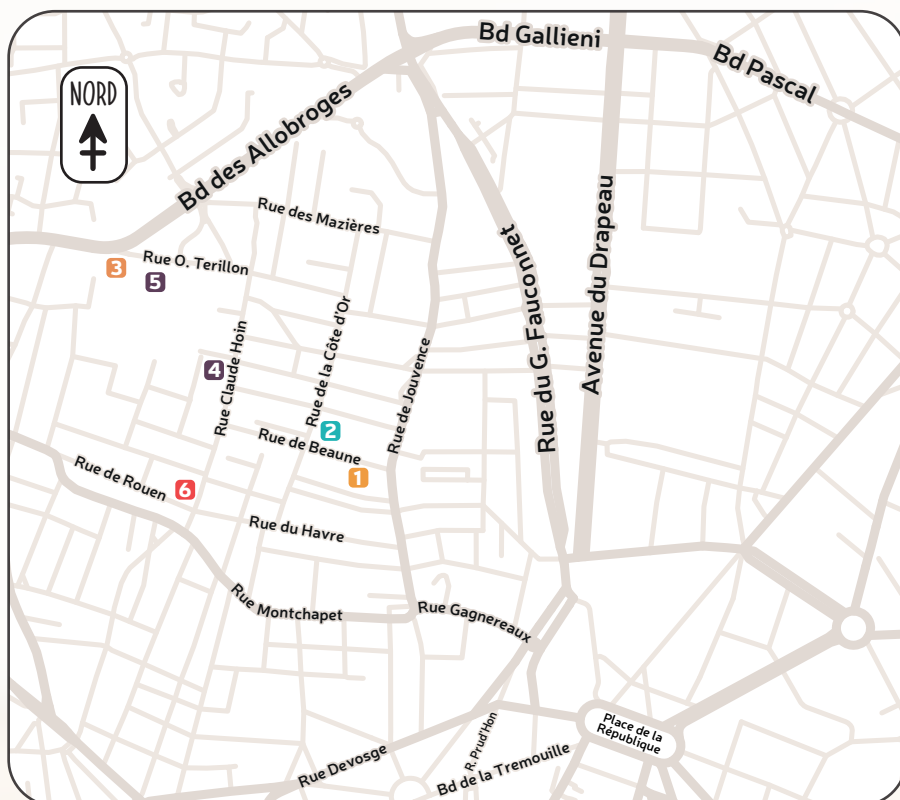 Bd Gallieni
Bd Pascal
NORD
Bd des Allobroges
Rue des Mazières
Rue du G. Fauconnet
Avenue du Drapeau
3
Rue O. Terillon
5
Rue de la Côte d'Or
Rue Claude Hoin
Rue de Jouvence
4
2
Rue de Beaune
1
Rue de Rouen
6
Rue du Havre
Rue Montchapet
Rue Gagnereaux
Place de la
République
R. Prud'Hon
Rue Devosge
Bd de la Tremouille